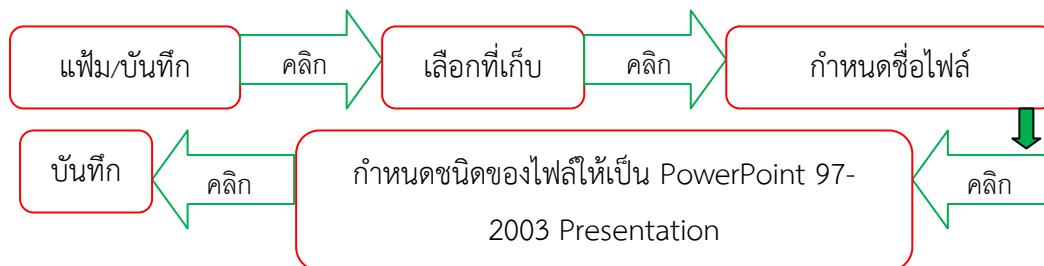 แฟ้ม/บันทึก
คลิก
เลือกที่เก็บ
คลิก
กำหนดชื่อไฟล์
คลิก
กำหนดชนิดของไฟล์ให้เป็น PowerPoint 97-
2003 Presentation
คลิก
บันทึก